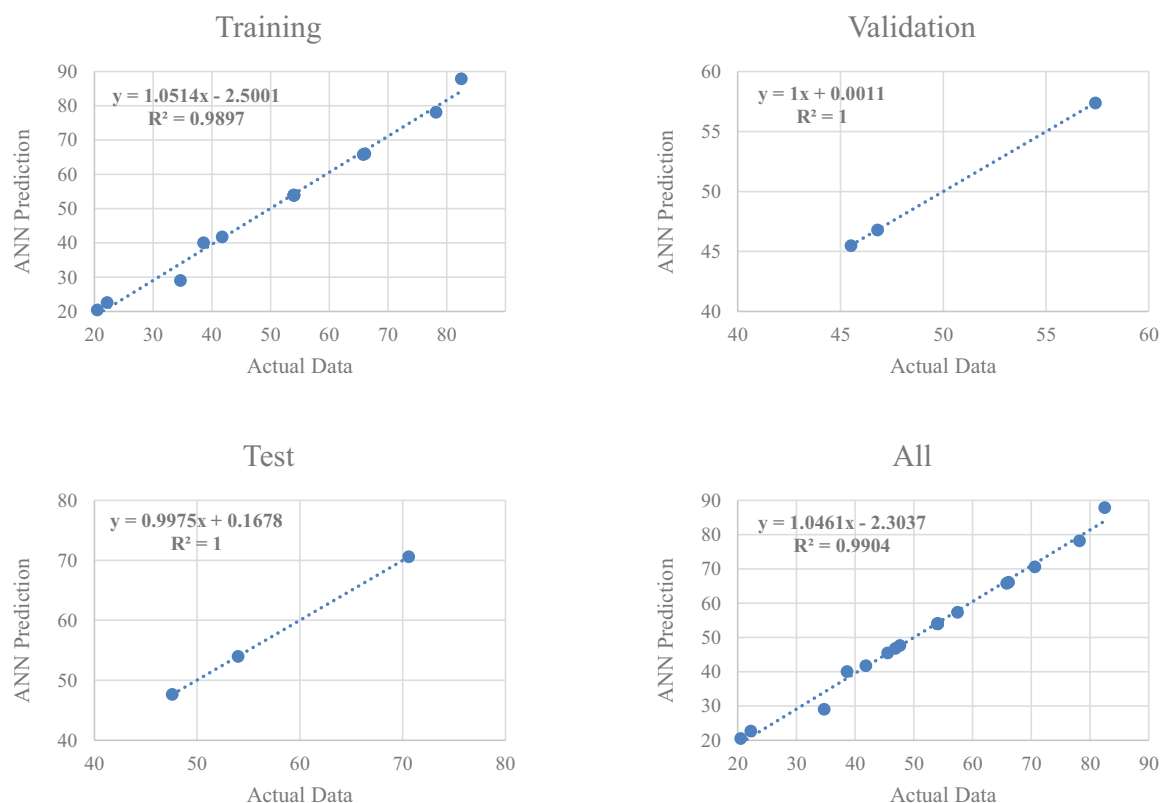 Training
y = 1.0514x - 2.5001
R² = 0.9897
ANN Prediction
90
80
70
60
50
40
30
20
20 30 40 50 60 70 80
Actual Data
Validation
y = 1x + 0.0011
R² = 1
ANN Prediction
60
55
50
45
40
40 45 50 55 60
Actual Data
Test
y = 0.9975x + 0.1678
R² = 1
ANN Prediction
80
70
60
50
40
40 50 60 70 80
Actual Data
All
y = 1.0461x - 2.3037
R² = 0.9904
ANN Prediction
90
80
70
60
50
40
30
20
20 30 40 50 60 70 80 90
Actual Data